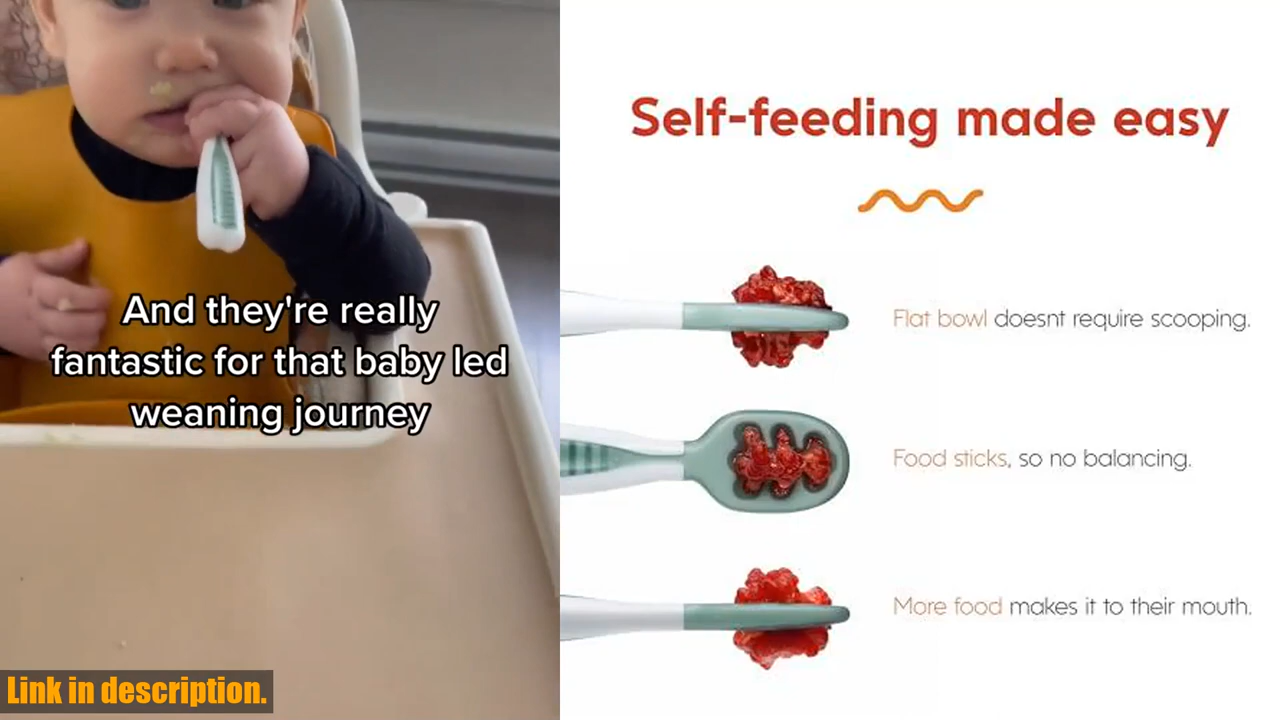 And they're really
fantastic for that baby led
weaning journey
Link in description.
Self-feeding made easy
Flat bowl doesnt require scooping.
Food sticks, so no balancing.
More food makes it to their mouth.